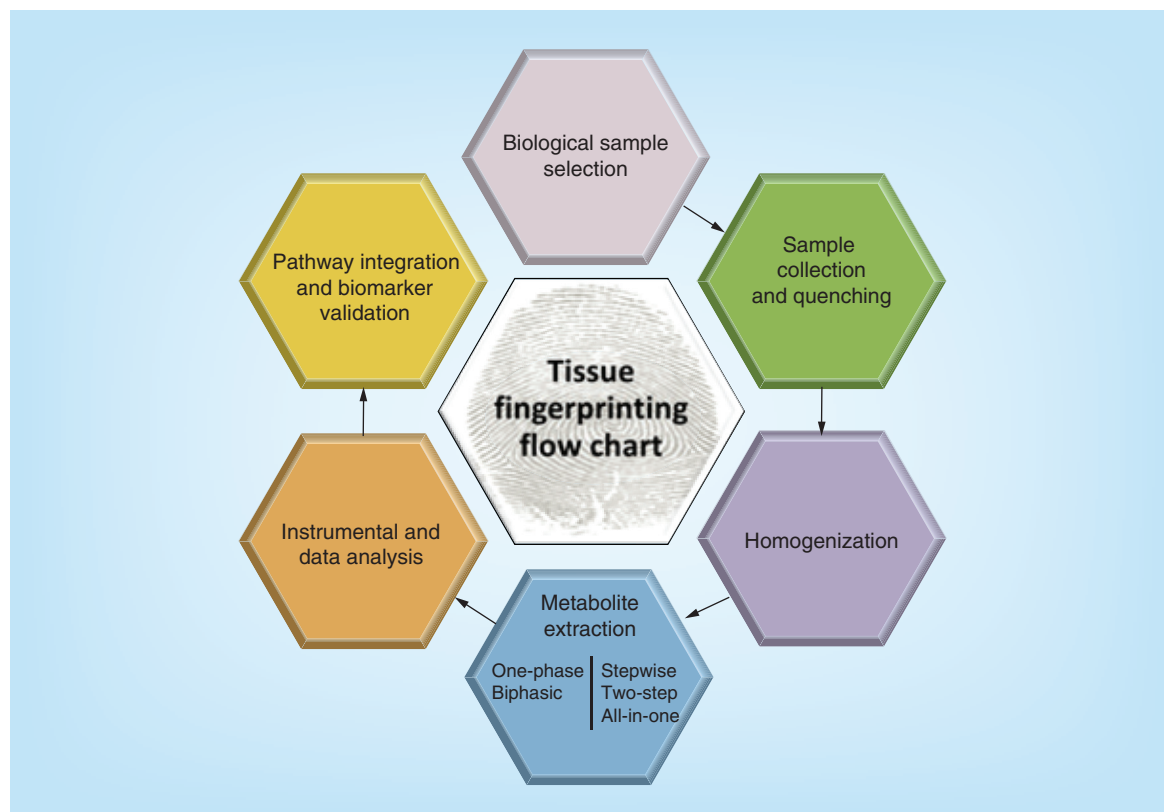 Biological sample
selection
Sample
collection
and quenching
Homogenization
Metabolite
extraction
One-phase
Biphasic
Stepwise
Two-step
All-in-one
Instrumental and
data analysis
Pathway integration
and biomarker
validation
Tissue
fingerprinting
flow chart